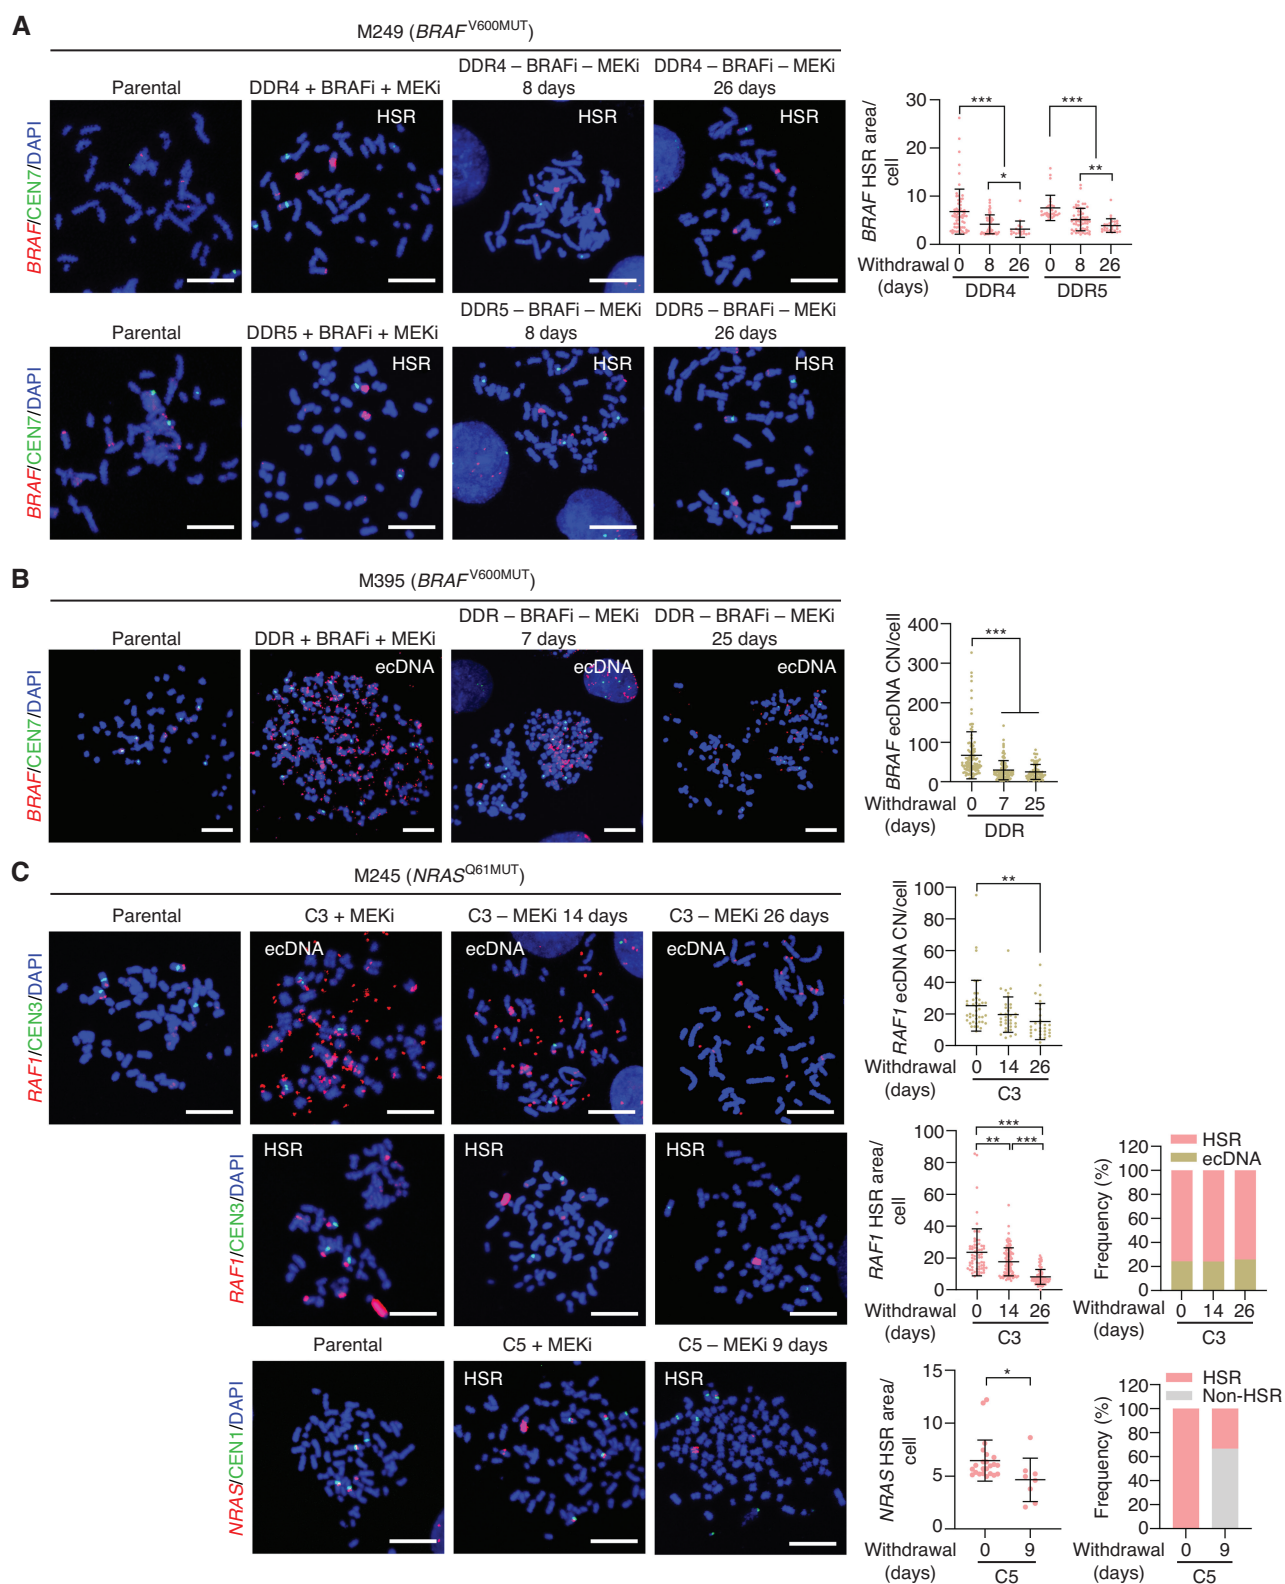 A
M249 (BRAF V600MUT)
Parental
DDR4 + BRAFi + MEKi
DDR4 – BRAFi – MEKi
8 days
DDR4 – BRAFi – MEKi
26 days
BRAF/CEN7/DAPI
HSR
HSR
HSR
BRAF HSR area/
cell
30
20
10
0
***
*
***
**
Withdrawal
(days)
0 8 26 0 8 26
DDR4 DDR5
Parental
DDR5 + BRAFi + MEKi
DDR5 – BRAFi – MEKi
8 days
DDR5 – BRAFi – MEKi
26 days
BRAF/CEN7/DAPI
HSR
HSR
HSR
B
M395 (BRAF V600MUT)
Parental
DDR + BRAFi + MEKi
DDR – BRAFi – MEKi
7 days
DDR – BRAFi – MEKi
25 days
BRAF/CEN7/DAPI
ecDNA
ecDNA
ecDNA
BRAF ecDNA CN/cell
400
300
200
100
0
***
Withdrawal
(days)
0 7 25
DDR
C
M245 (NRAS Q61MUT)
Parental
C3 + MEKi
C3 – MEKi 14 days
C3 – MEKi 26 days
RAF1/CEN3/DAPI
ecDNA
ecDNA
ecDNA
RAF1 ecDNA CN/cell
100
80
60
40
20
0
**
Withdrawal
(days)
0 14 26
C3
RAF1/CEN3/DAPI
HSR
HSR
HSR
RAF1 HSR area/
cell
100
80
60
40
20
0
***
** ***
Withdrawal
(days)
0 14 26
C3
Frequency (%)
120
100
80
60
40
20
0
HSR
ecDNA
Withdrawal
(days)
0 14 26
C3
Parental
C5 + MEKi
C5 – MEKi 9 days
NRAS/CEN1/DAPI
HSR
HSR
NRAS HSR area/
cell
15
10
5
0
*
Withdrawal
(days)
0 9
C5
Frequency (%)
120
100
80
60
40
20
0
HSR
Non-HSR
Withdrawal
(days)
0 9
C5